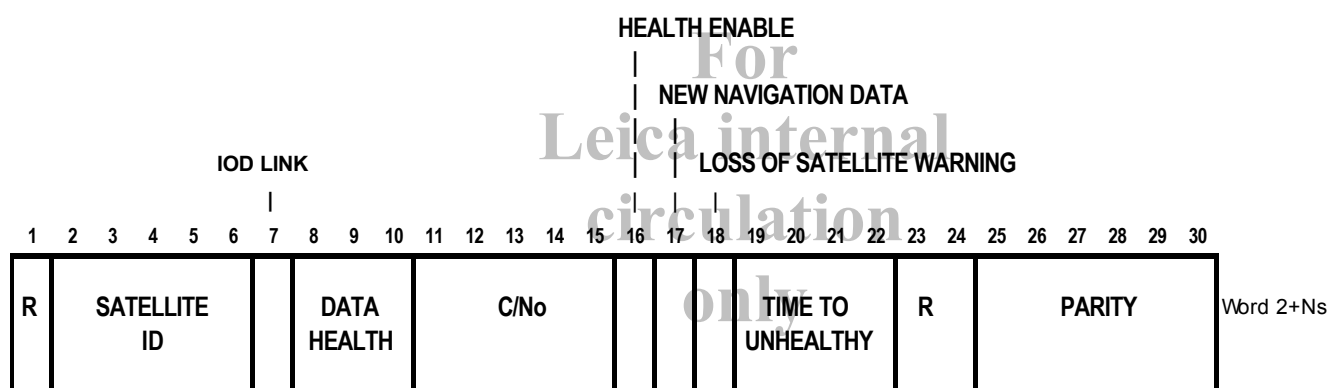 HEALTH ENABLE
For
NEW NAVIGATION DATA
Leica internal
IOD LINK
LOSS OF SATELLITE WARNING
circulation
1 2 3 4 5 6 7 8 9 10 11 12 13 14 15 16 17 18 19 20 21 22 23 24 25 26 27 28 29 30
only
R SATELLITE DATA C/No TIME TO R PARITY Word 2+Ns
ID HEALTH UNHEALTHY